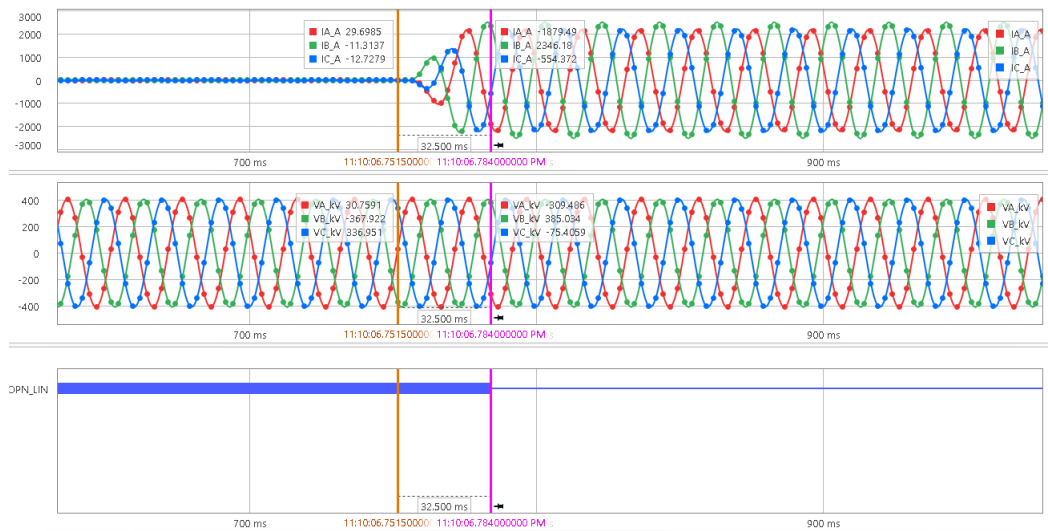 3000
2000
1000
0
-1000
-2000
-3000
IA_A 29.6985
IB_A -11.3137
IC_A -12.7279
IA_A -1879.49
IB_A 2346.18
IC_A -554.372
IA_A
IB_A
IC_A
32.500 ms
700 ms
11:10:06.751500000
11:10:06.784000000 PM
900 ms
400
200
0
-200
-400
VA_kV 30.7591
VB_kV -367.922
VC_kV 336.951
VA_kV -309.486
VB_kV 385.034
VC_kV -75.4059
VA_kV
VB_kV
VC_kV
32.500 ms
700 ms
11:10:06.751500000
11:10:06.784000000 PM
900 ms
OPN_LIN
32.500 ms
700 ms
11:10:06.751500000
11:10:06.784000000 PM
900 ms